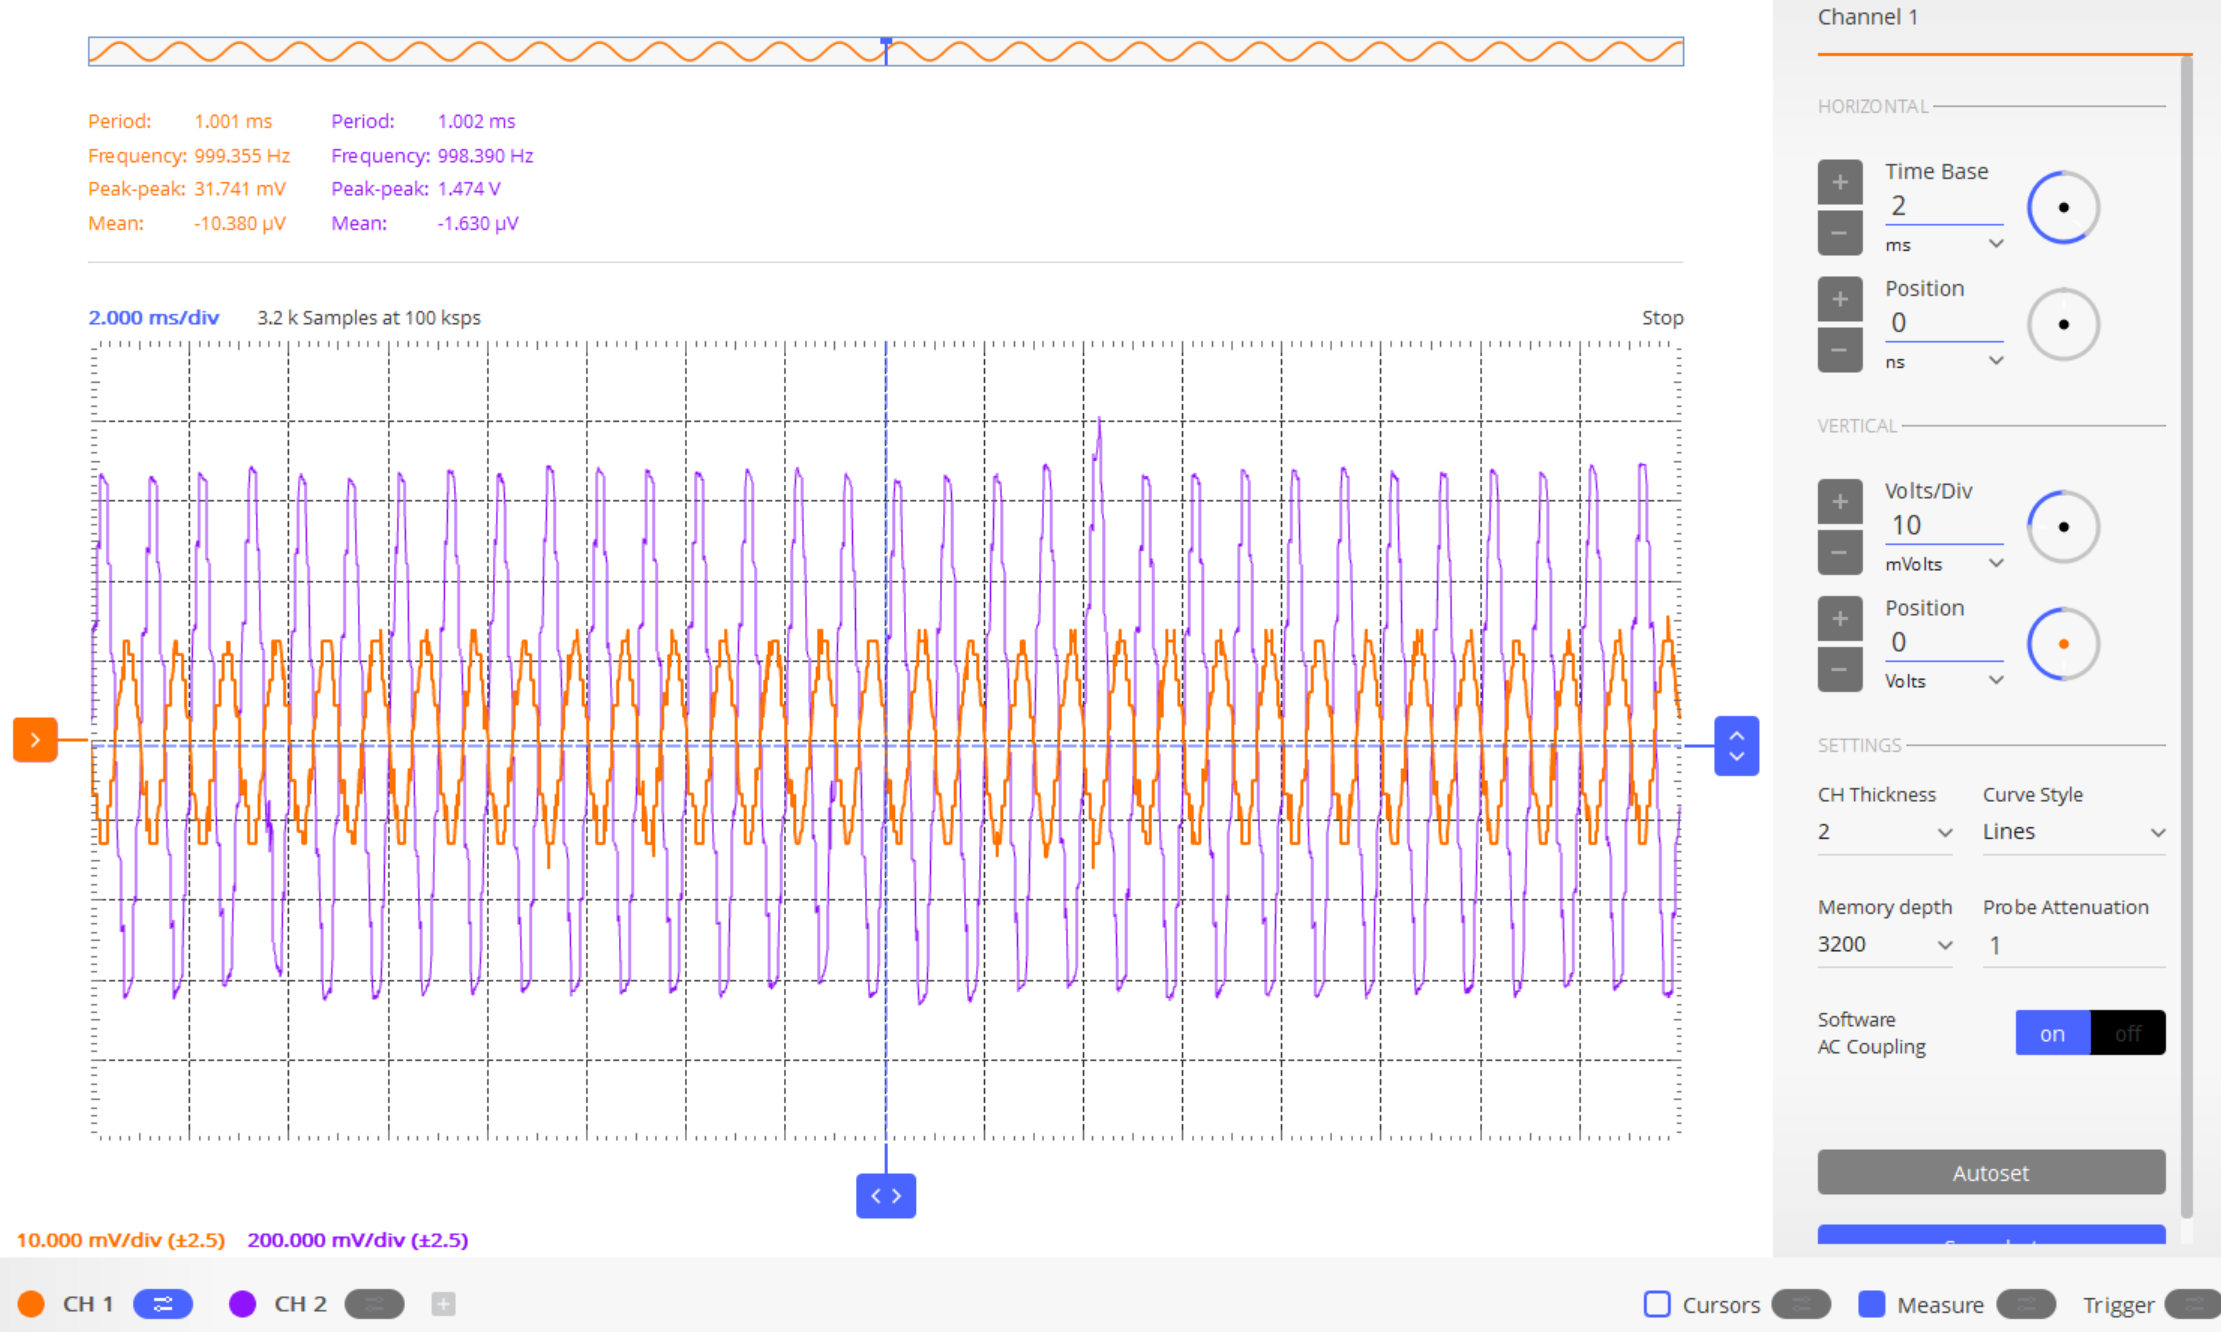 Channel 1
HORIZONTAL
Period: 1.001 ms Period: 1.002 ms
Frequency: 999.355 Hz Frequency: 998.390 Hz
Peak-peak: 31.741 mV Peak-peak: 1.474 V
Mean: -10.380 µV Mean: -1.630 µV
Time Base
2
ms
Position
0
ns
2.000 ms/div 3.2 k Samples at 100 ksps Stop
VERTICAL
Volts/Div
10
mVolts
Position
0
Volts
SETTINGS
CH Thickness Curve Style
2 Lines
Memory depth Probe Attenuation
3200 1
Software
AC Coupling
on off
Autoset
10.000 mV/div (±2.5) 200.000 mV/div (±2.5)
CH 1 CH 2 Cursors Measure Trigger